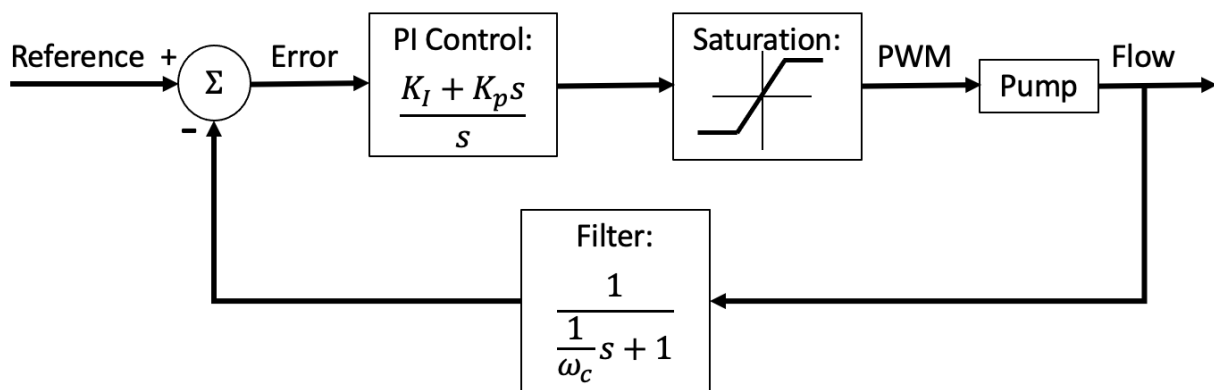 Reference +
-
Σ
Error
PI Control:
K_I + K_p s
s
Saturation:
PWM
Pump
Flow
Filter:
1
1
ω_c
s + 1